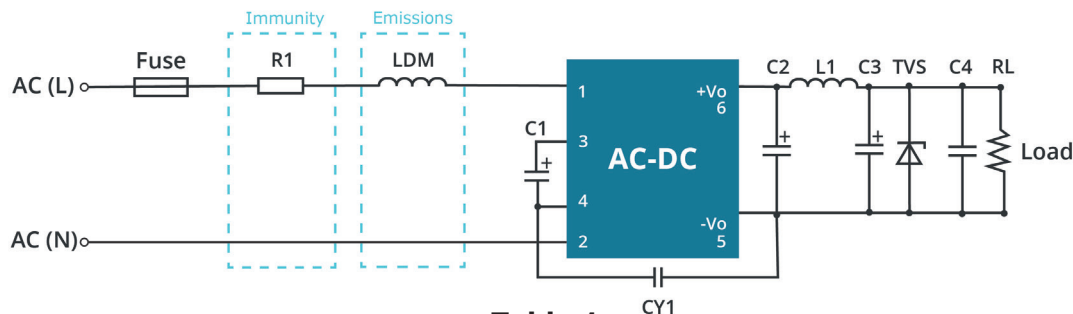 Immunity
Emissions
Fuse
R1
LDM
C2
L1
C3
TVS
C4
RL
AC (L)
1
+Vo
6
C1
+
3
+
+
AC-DC
Load
4
-Vo
5
AC (N)
2
CY1